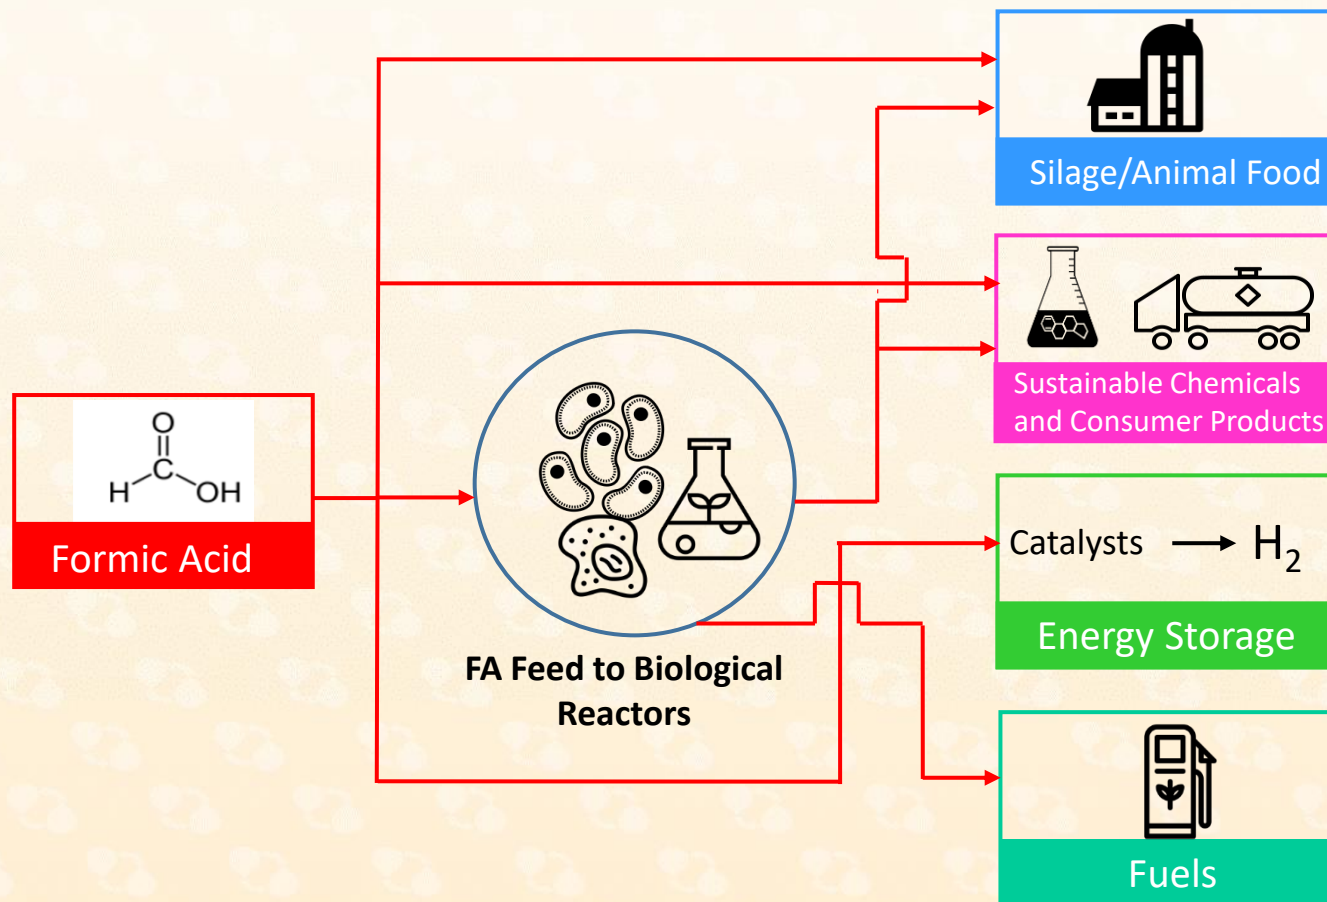 Silage/Animal Food
Sustainable Chemicals
and Consumer Products
O
H
C
OH
Formic Acid
FA Feed to Biological
Reactors
Catalysts → H₂
Energy Storage
Fuels